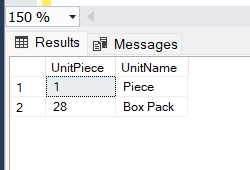 150 %
Results Messages
UnitPiece UnitName
1 1 Piece
2 28 Box Pack